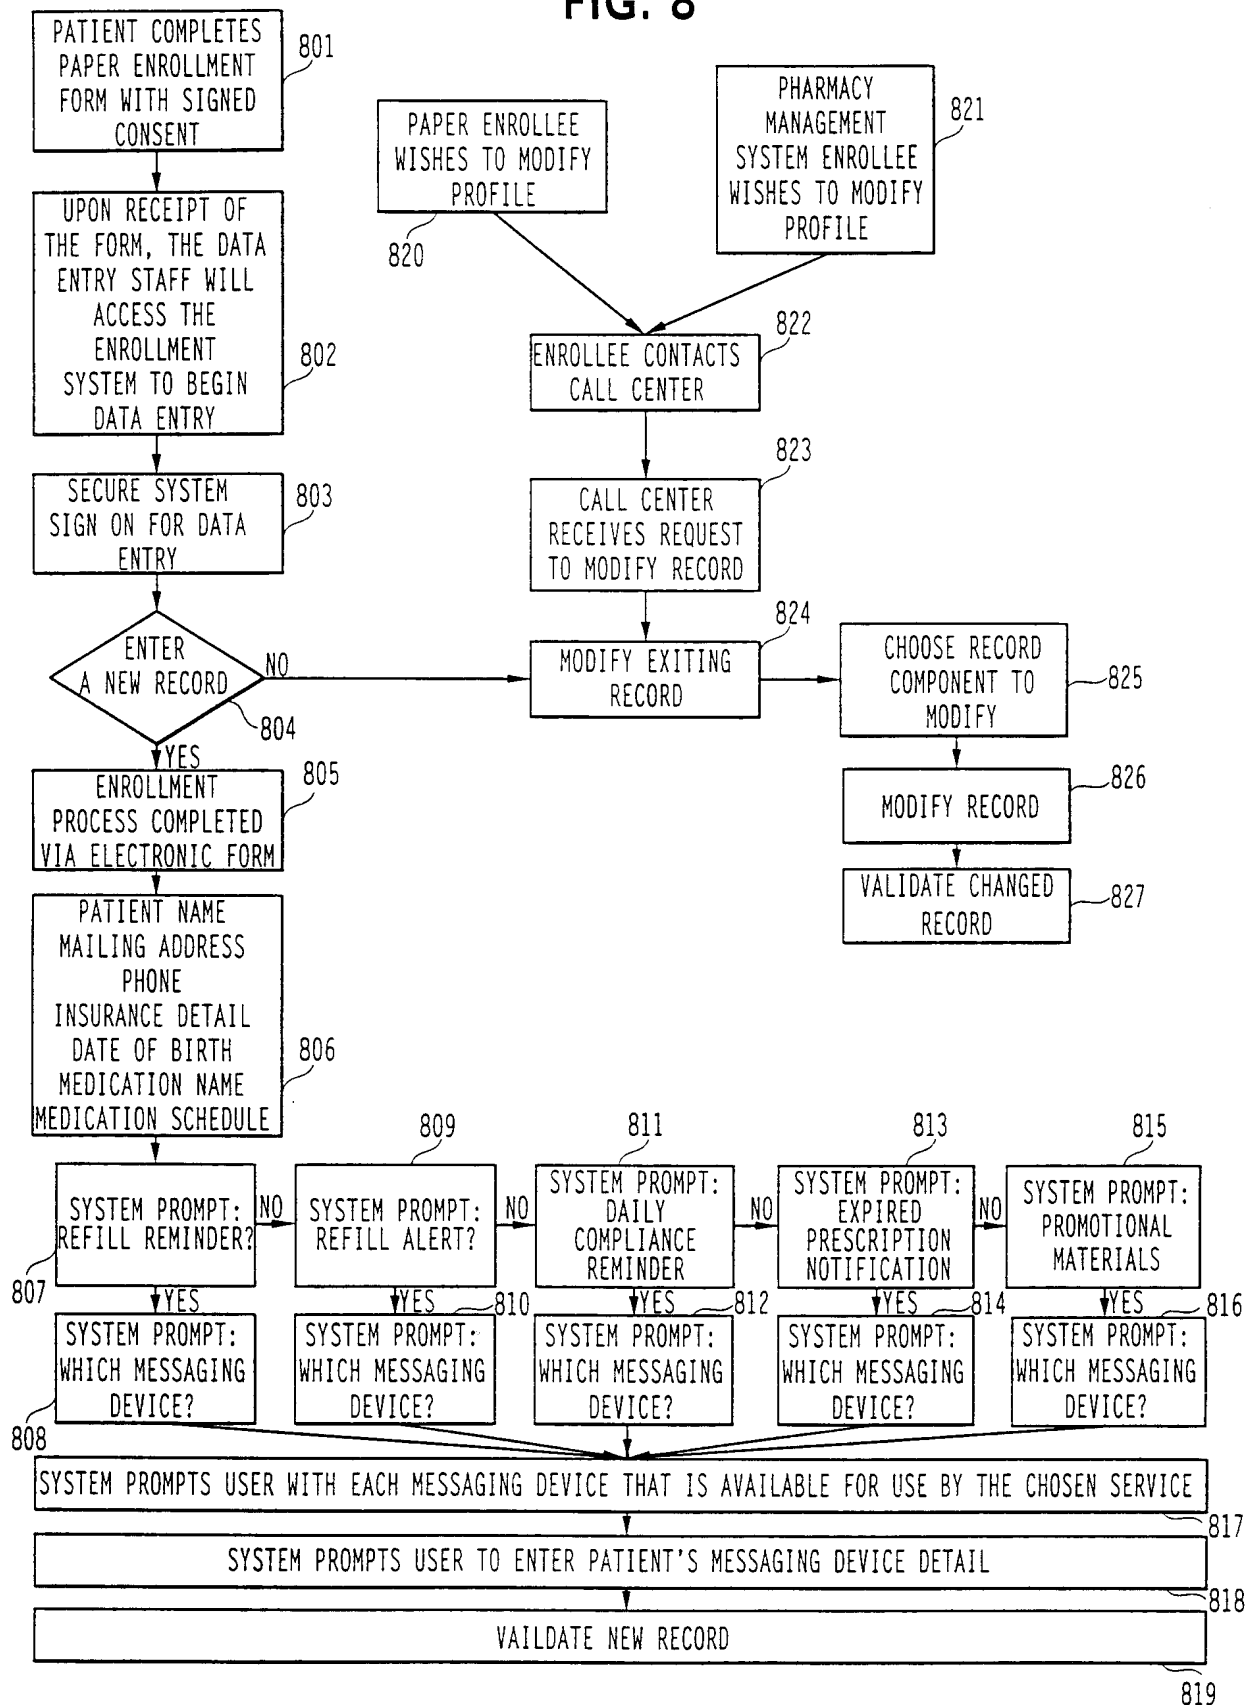 FIG. 8
PATIENT COMPLETES
PAPER ENROLLMENT
FORM WITH SIGNED
CONSENT
801
UPON RECEIPT OF
THE FORM, THE DATA
ENTRY STAFF WILL
ACCESS THE
ENROLLMENT
SYSTEM TO BEGIN
DATA ENTRY
802
SECURE SYSTEM
SIGN ON FOR DATA
ENTRY
803
ENTER
A NEW RECORD
804
NO
YES
ENROLLMENT
PROCESS COMPLETED
VIA ELECTRONIC FORM
805
PATIENT NAME
MAILING ADDRESS
PHONE
INSURANCE DETAIL
DATE OF BIRTH
MEDICATION NAME
MEDICATION SCHEDULE
806
PAPER ENROLLEE
WISHES TO MODIFY
PROFILE
820
PHARMACY
MANAGEMENT
SYSTEM ENROLLEE
WISHES TO MODIFY
PROFILE
821
ENROLLEE CONTACTS
CALL CENTER
822
CALL CENTER
RECEIVES REQUEST
TO MODIFY RECORD
823
MODIFY EXITING
RECORD
824
CHOOSE RECORD
COMPONENT TO
MODIFY
825
MODIFY RECORD
826
VALIDATE CHANGED
RECORD
827
SYSTEM PROMPT:
REFILL REMINDER?
807
NO
YES
SYSTEM PROMPT:
WHICH MESSAGING
DEVICE?
808
SYSTEM PROMPT:
REFILL ALERT?
809
NO
YES
SYSTEM PROMPT:
WHICH MESSAGING
DEVICE?
810
SYSTEM PROMPT:
DAILY
COMPLIANCE
REMINDER
811
NO
YES
SYSTEM PROMPT:
WHICH MESSAGING
DEVICE?
812
SYSTEM PROMPT:
EXPIRED
PRESCRIPTION
NOTIFICATION
813
NO
YES
SYSTEM PROMPT:
WHICH MESSAGING
DEVICE?
814
SYSTEM PROMPT:
PROMOTIONAL
MATERIALS
815
YES
SYSTEM PROMPT:
WHICH MESSAGING
DEVICE?
816
SYSTEM PROMPTS USER WITH EACH MESSAGING DEVICE THAT IS AVAILABLE FOR USE BY THE CHOSEN SERVICE
817
SYSTEM PROMPTS USER TO ENTER PATIENT'S MESSAGING DEVICE DETAIL
818
VAILDATE NEW RECORD
819